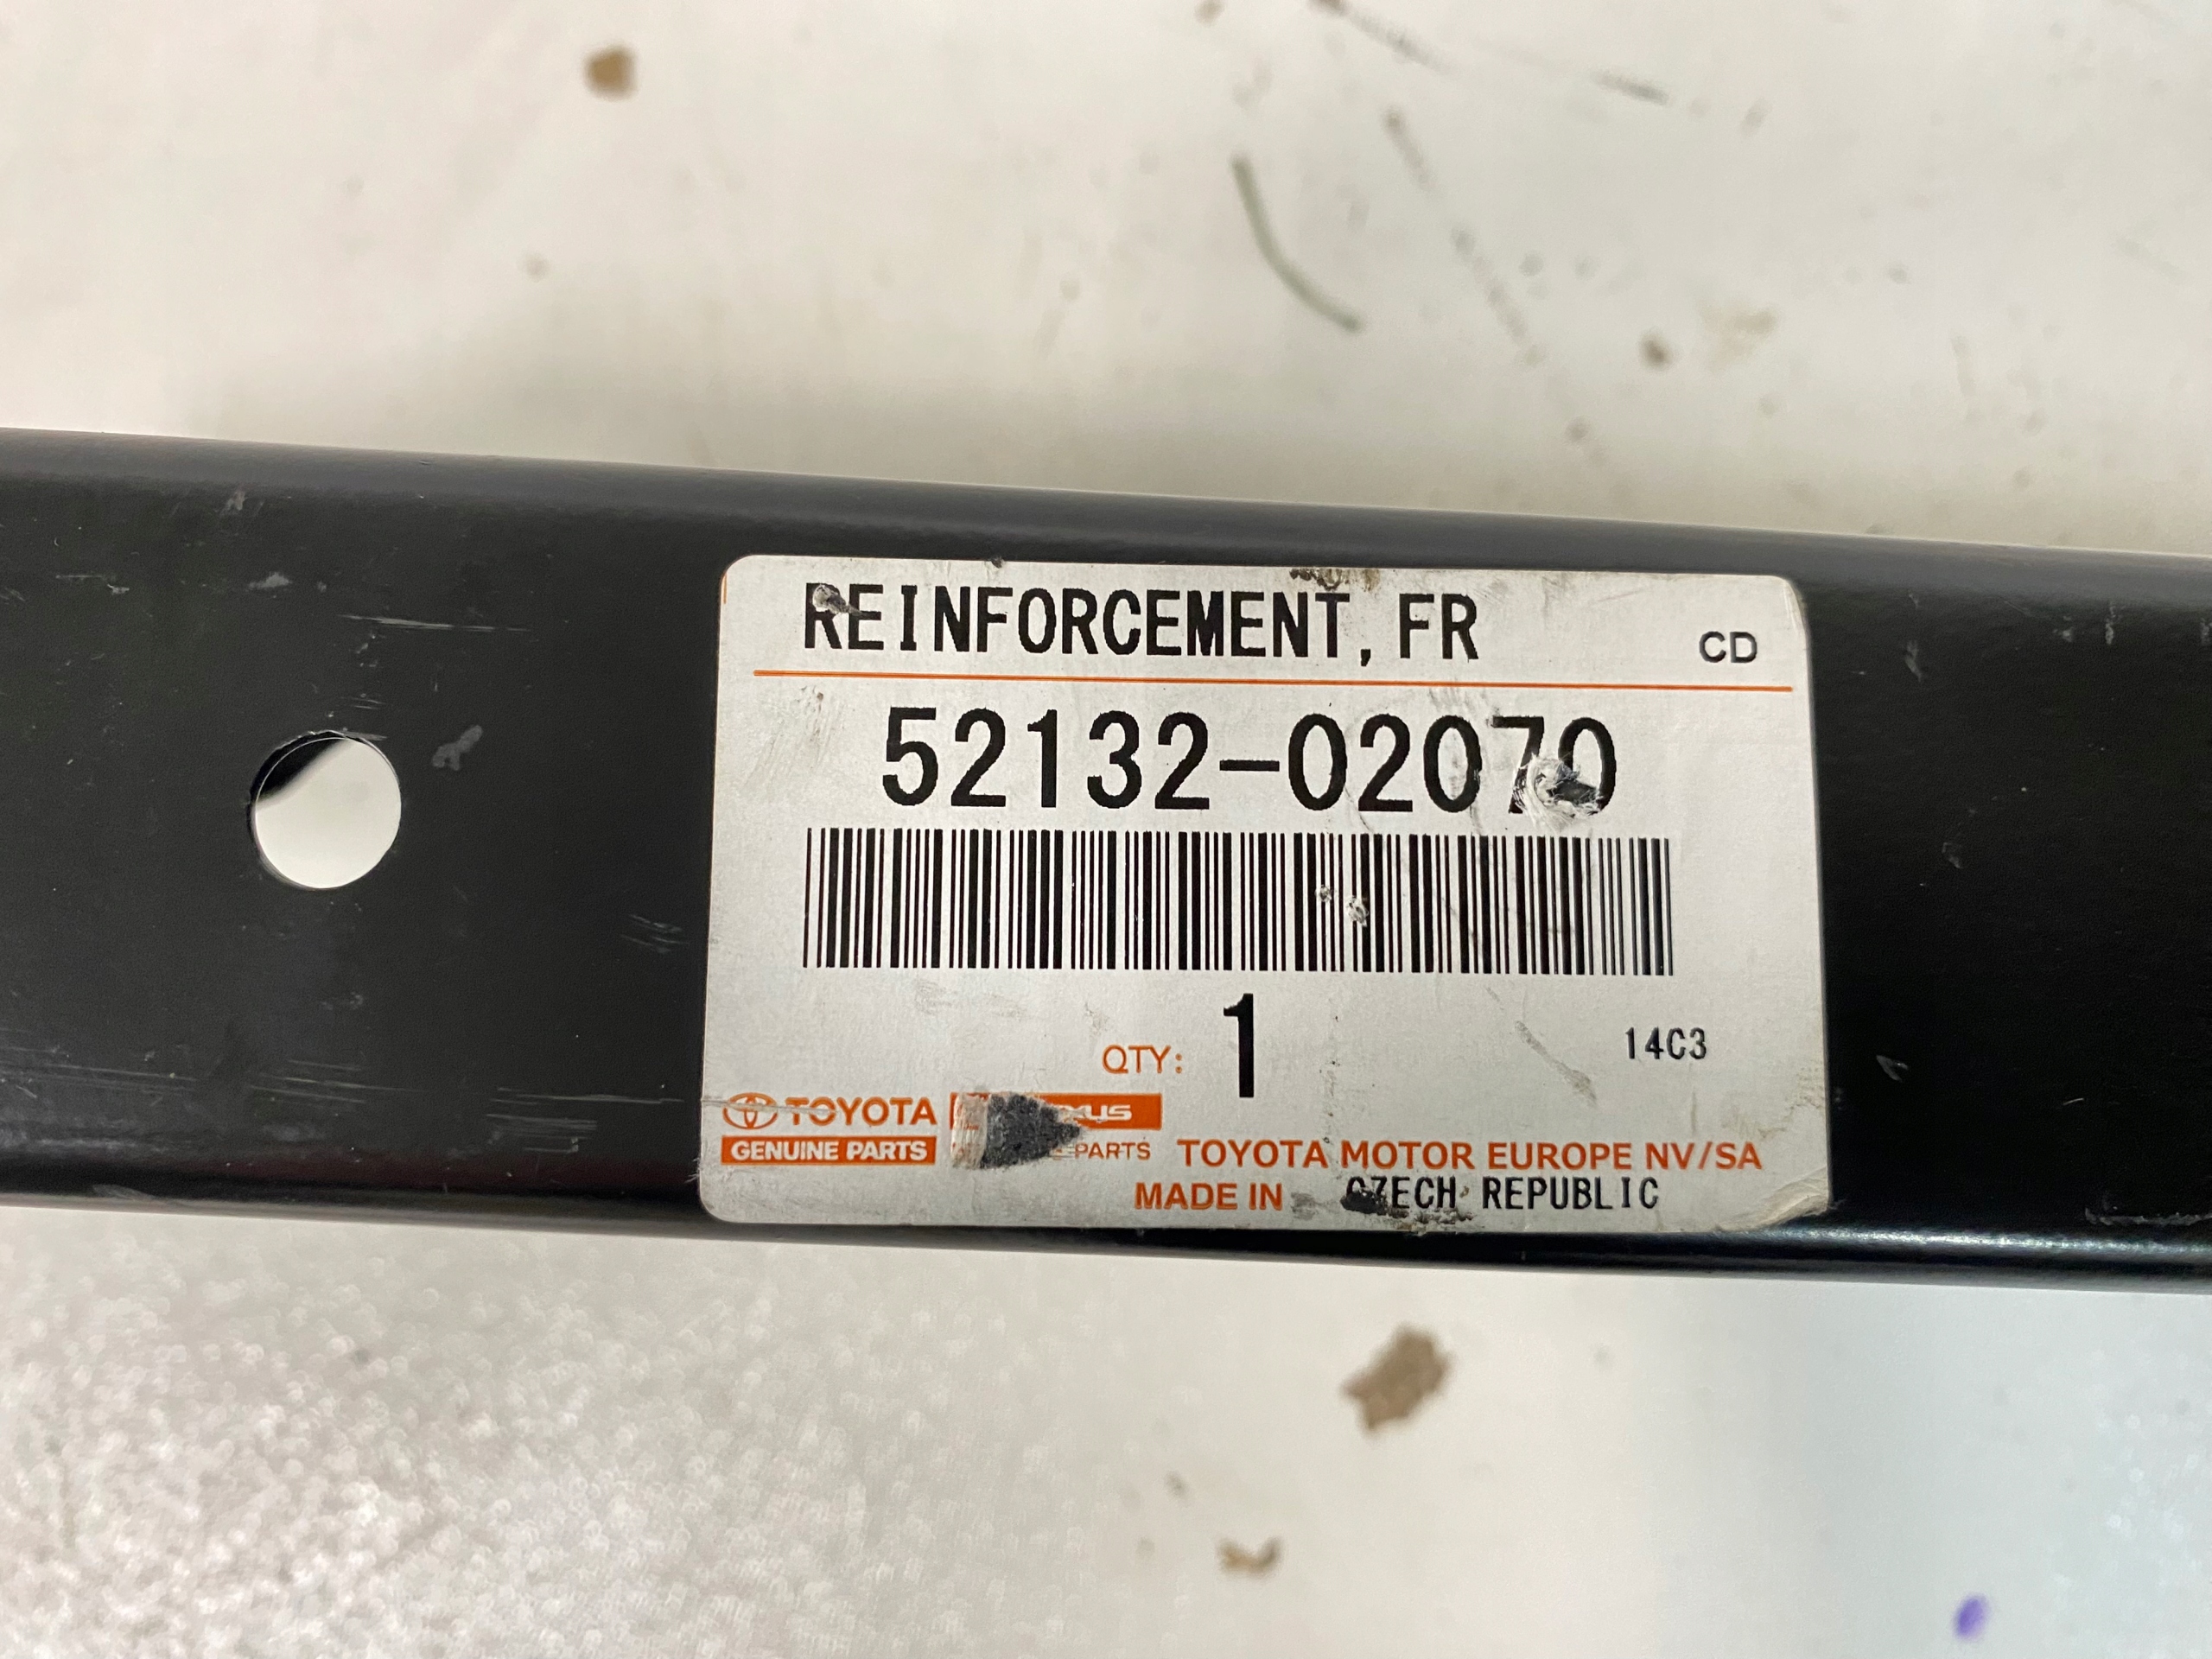 REINFORCEMENT, FR
CD
52132-02070
QTY: 1
14C3
TOYOTA
GENUINE PARTS
PARTS
TOYOTA MOTOR EUROPE NV/SA
MADE IN CZECH REPUBLIC